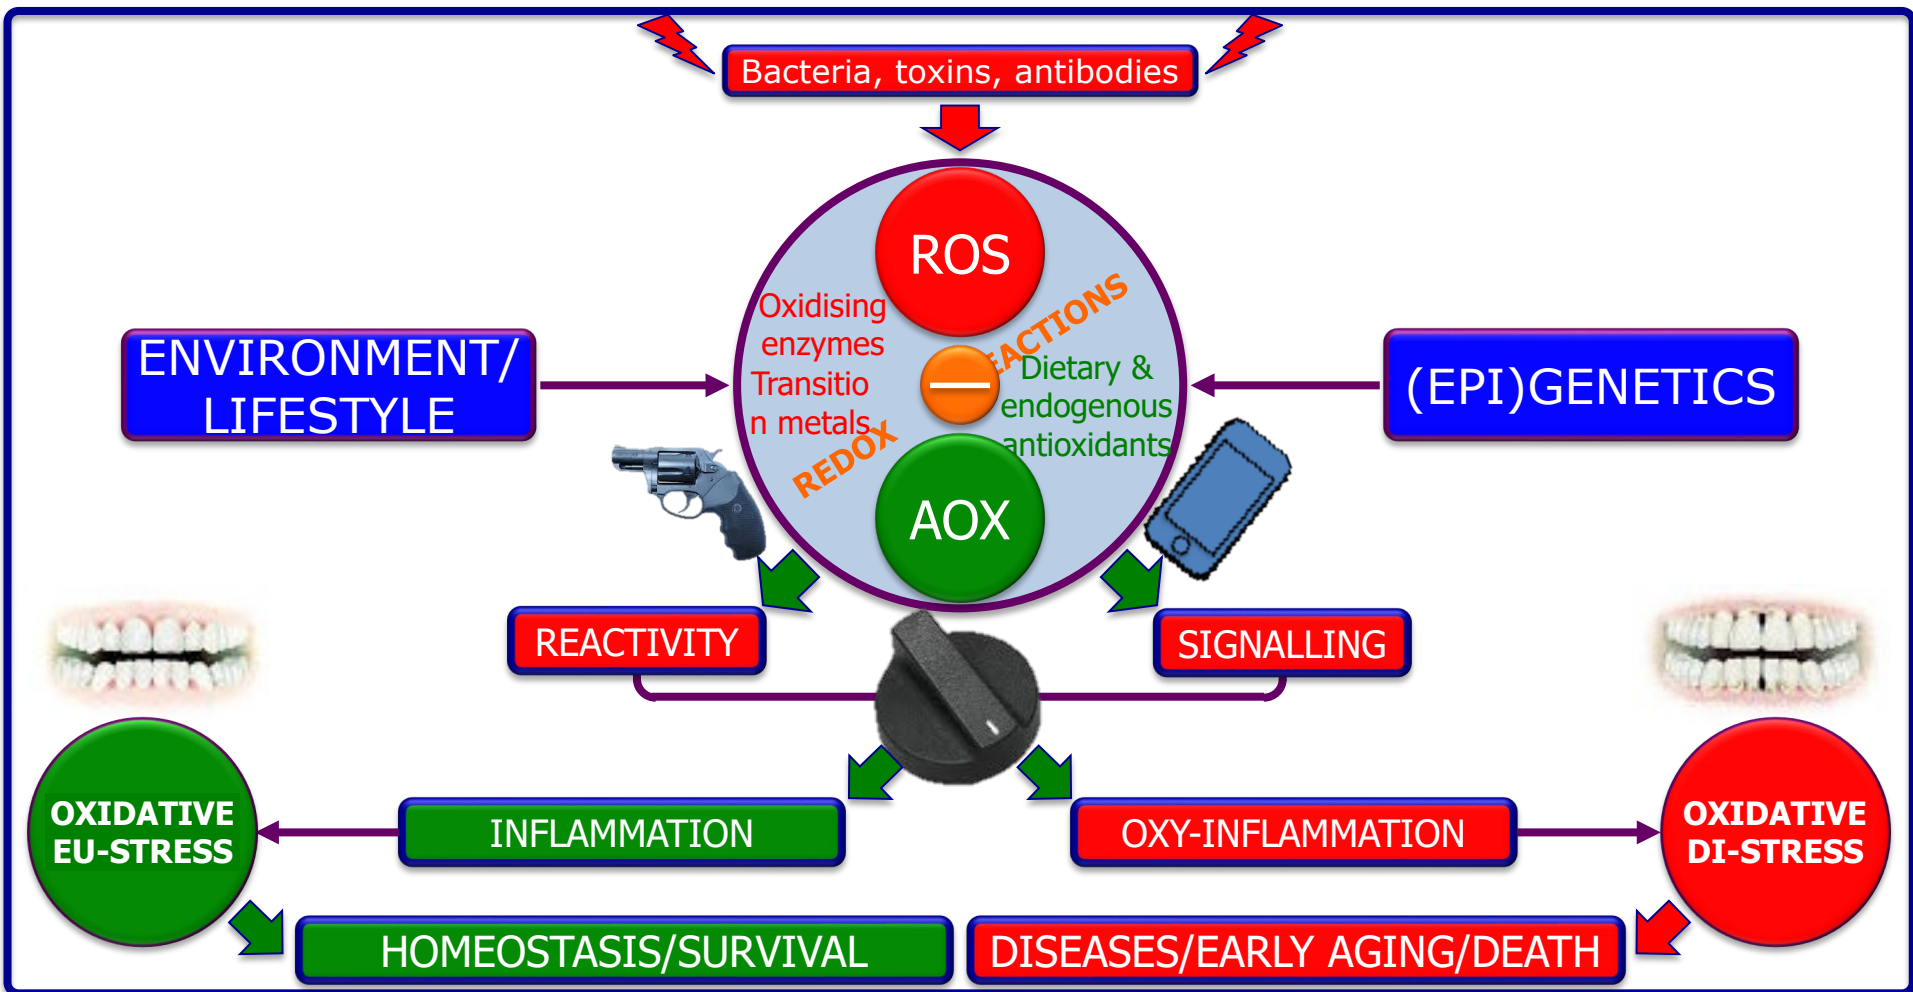 Bacteria, toxins, antibodies
ROS
REACTIONS
Oxidising
enzymes
Transitio
n metals
Dietary &
endogenous
antioxidants
REDOX
AOX
ENVIRONMENT/
LIFESTYLE
(EPI)GENETICS
REACTIVITY
SIGNALLING
OXIDATIVE
EU-STRESS
INFLAMMATION
OXY-INFLAMMATION
OXIDATIVE
DI-STRESS
HOMEOSTASIS/SURVIVAL
DISEASES/EARLY AGING/DEATH